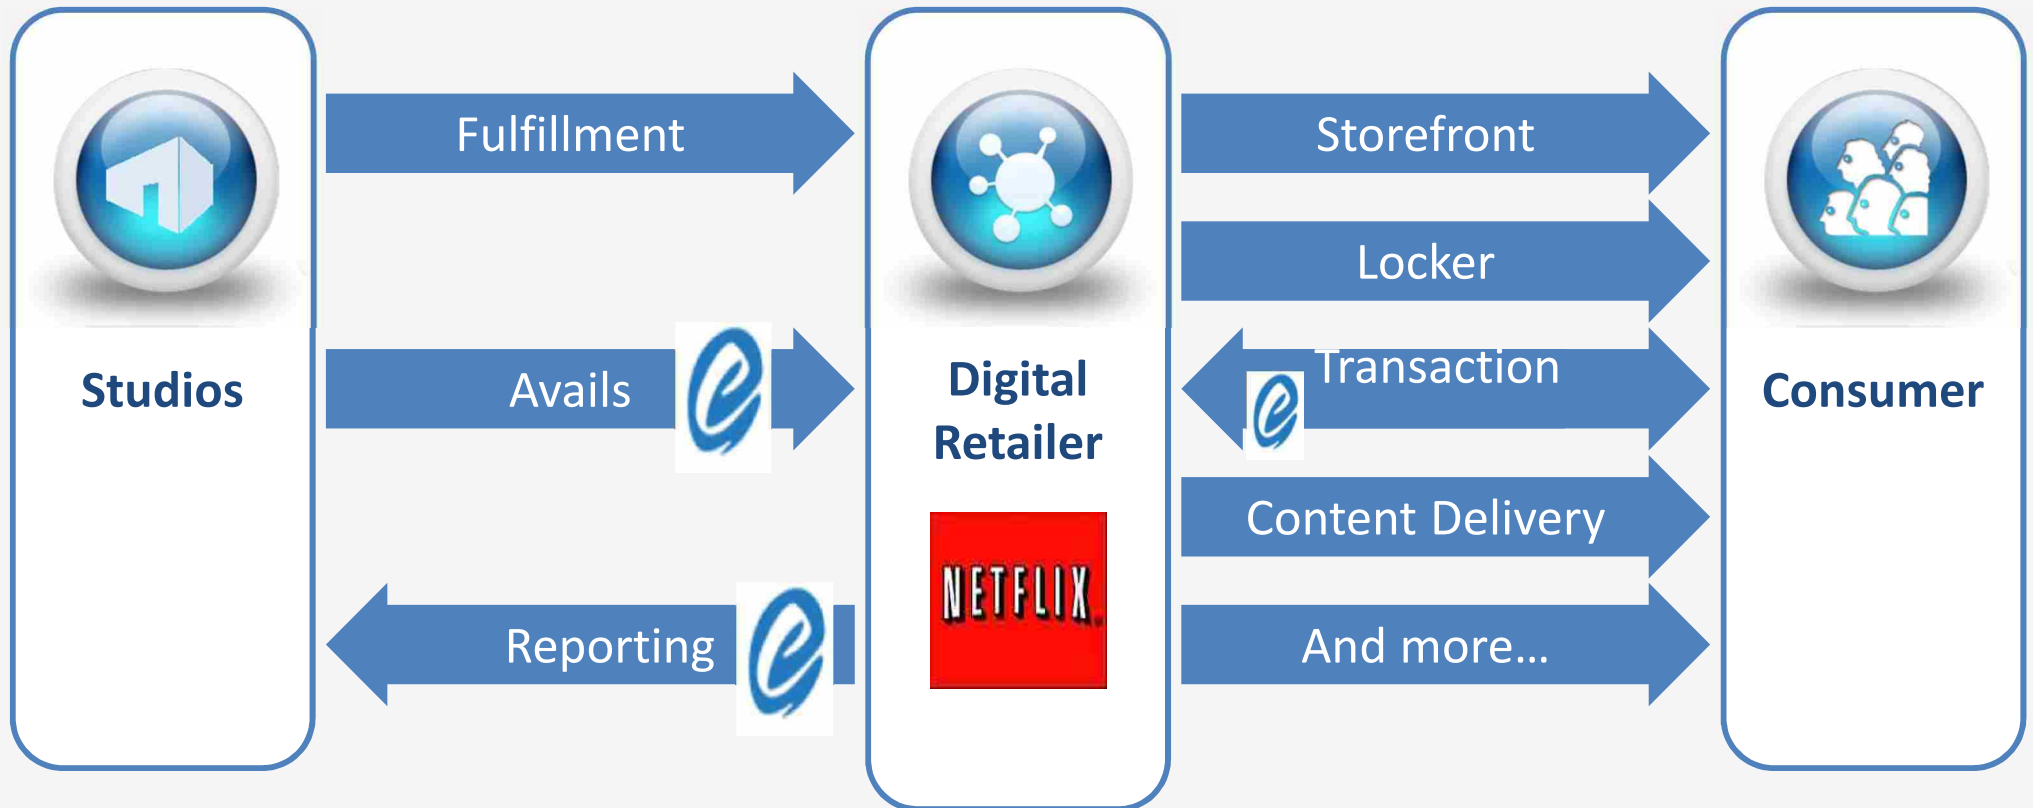 Fulfillment
Storefront
Locker
Studios
Avails
Digital
Retailer
Transaction
Consumer
Content Delivery
NETFLIX
Reporting
And more…